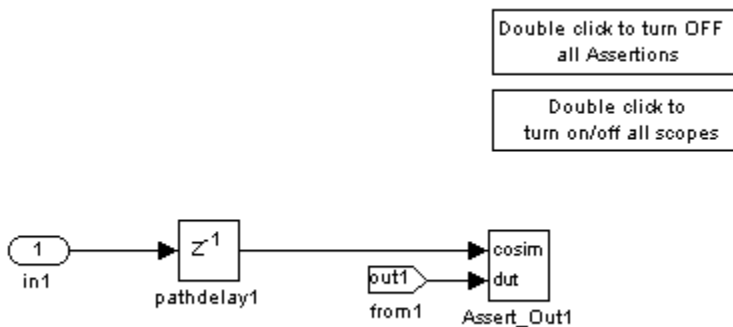 Double click to turn OFF
all Assertions
Double click to
turn on/off all scopes
1
in1
z-1
pathdelay1
out1
from1
cosim
dut
Assert_Out1